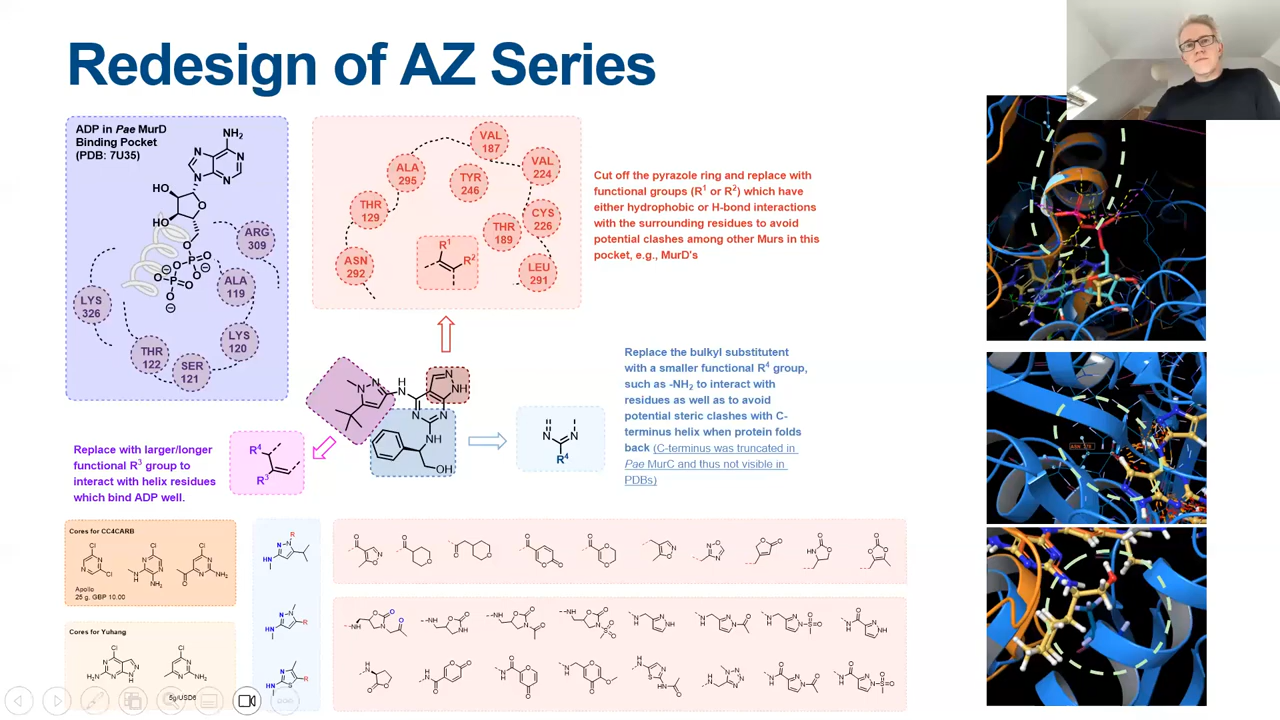 Redesign of AZ Series
ADP in Pae MurD
Binding Pocket
(PDB: 7U35)
NH2
N
N
N
N
HO
O
HO
O
P
O
O
P
O
O
O
ARG
309
ALA
119
LYS
326
LYS
120
THR
122
SER
121
VAL
187
ALA
295
TYR
246
VAL
224
THR
129
CYS
226
THR
189
ASN
292
LEU
291
R1
R2
Cut off the pyrazole ring and replace with
functional groups (R1 or R2) which have
either hydrophobic or H-bond interactions
with the surrounding residues to avoid
potential clashes among other Murs in this
pocket, e.g., MurD's
Replace the bulkyl substitutent
with a smaller functional R4 group,
such as -NH2 to interact with
residues as well as to avoid
potential steric clashes with C-
terminus helix when protein folds
back (C-terminus was truncated in
Pae MurC and thus not visible in
PDBs)
N
N
H
N
N
NH
N
N
NH
OH
N
N
R4
Replace with larger/longer
functional R3 group to
interact with helix residues
which bind ADP well.
R4
R3
Cores for CC4CARB
Apollo
25 g, GBP 10.00
Cores for Yuhang
5g/USD6